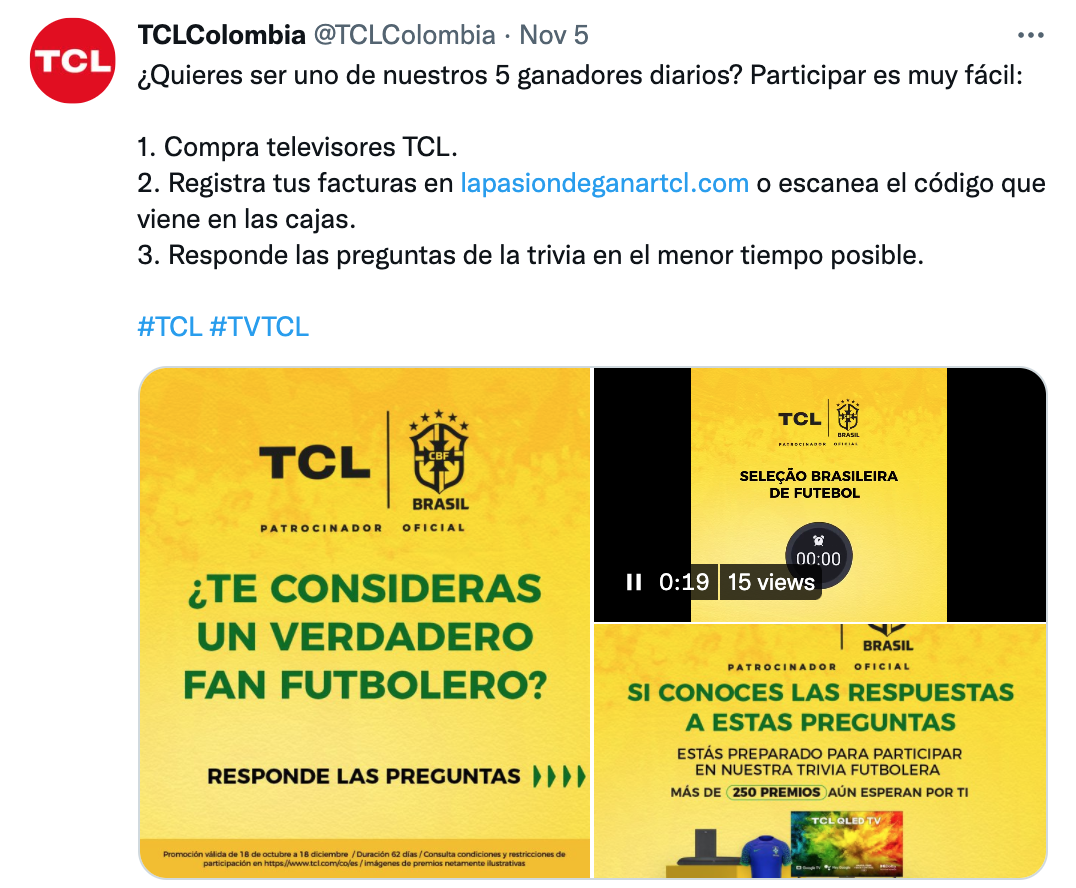 TCL
TCLColombia @TCLColombia · Nov 5
¿Quieres ser uno de nuestros 5 ganadores diarios? Participar es muy fácil:
1. Compra televisores TCL.
2. Registra tus facturas en lapasiondeganartcl.com o escanea el código que
viene en las cajas.
3. Responde las preguntas de la trivia en el menor tiempo posible.
#TCL #TVTCL
TCL
CBF
BRASIL
PATROCINADOR OFICIAL
¿TE CONSIDERAS
UN VERDADERO
FAN FUTBOLERO?
RESPONDE LAS PREGUNTAS
Promoción válida de 18 de octubre a 18 diciembre / Duración 62 días / Consulta condiciones y restricciones de
participación en https://www.tcl.com/co/es / imágenes de premios netamente ilustrativas
TCL
BRASIL
PATROCINADOR OFICIAL
SELEÇÃO BRASILEIRA
DE FUTEBOL
00:00
0:19 15 views
BRASIL
PATROCINADOR OFICIAL
SI CONOCES LAS RESPUESTAS
A ESTAS PREGUNTAS
ESTÁS PREPARADO PARA PARTICIPAR
EN NUESTRA TRIVIA FUTBOLERA
MÁS DE 250 PREMIOS AÚN ESPERAN POR TI
TCL QLED TV